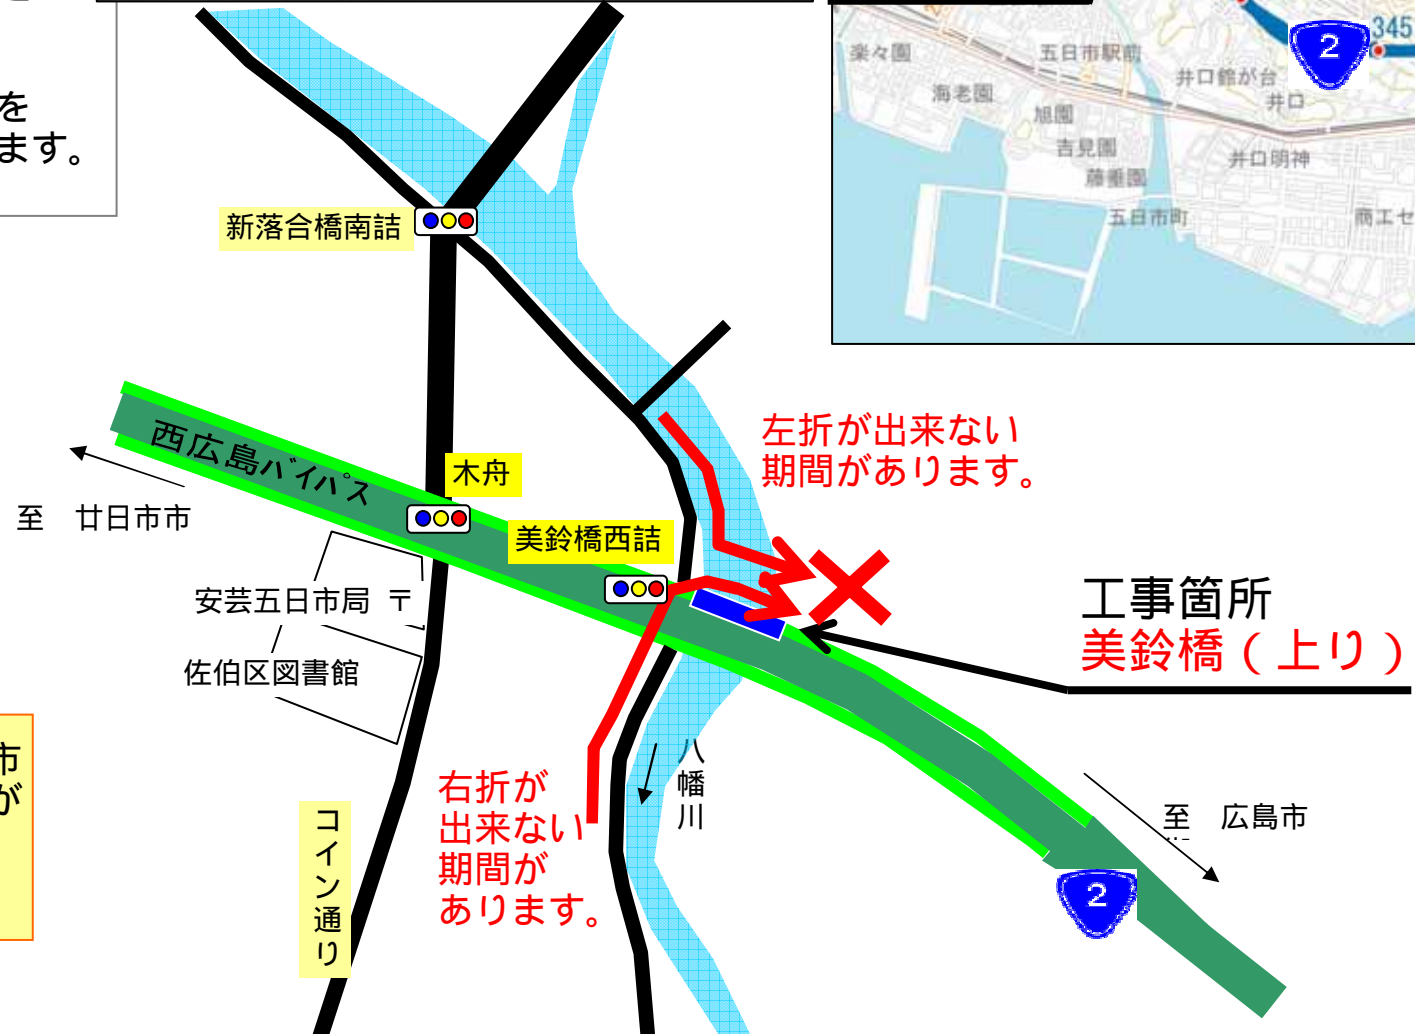 を
ます。
楽々園
五日市駅前
海老園
旭園
吉見園
藤垂園
五日市町
井口鈴が台
井口
井口明神
商工セ
2
345
新落合橋南詰
西広島バイパス
木舟
美鈴橋西詰
至　廿日市市
安芸五日市局 〒
佐伯区図書館
左折が出来ない
期間があります。
工事箇所
美鈴橋（上り）
右折が
出来ない
期間が
あります。
八幡川
コイン通り
至　広島市
2
市
が